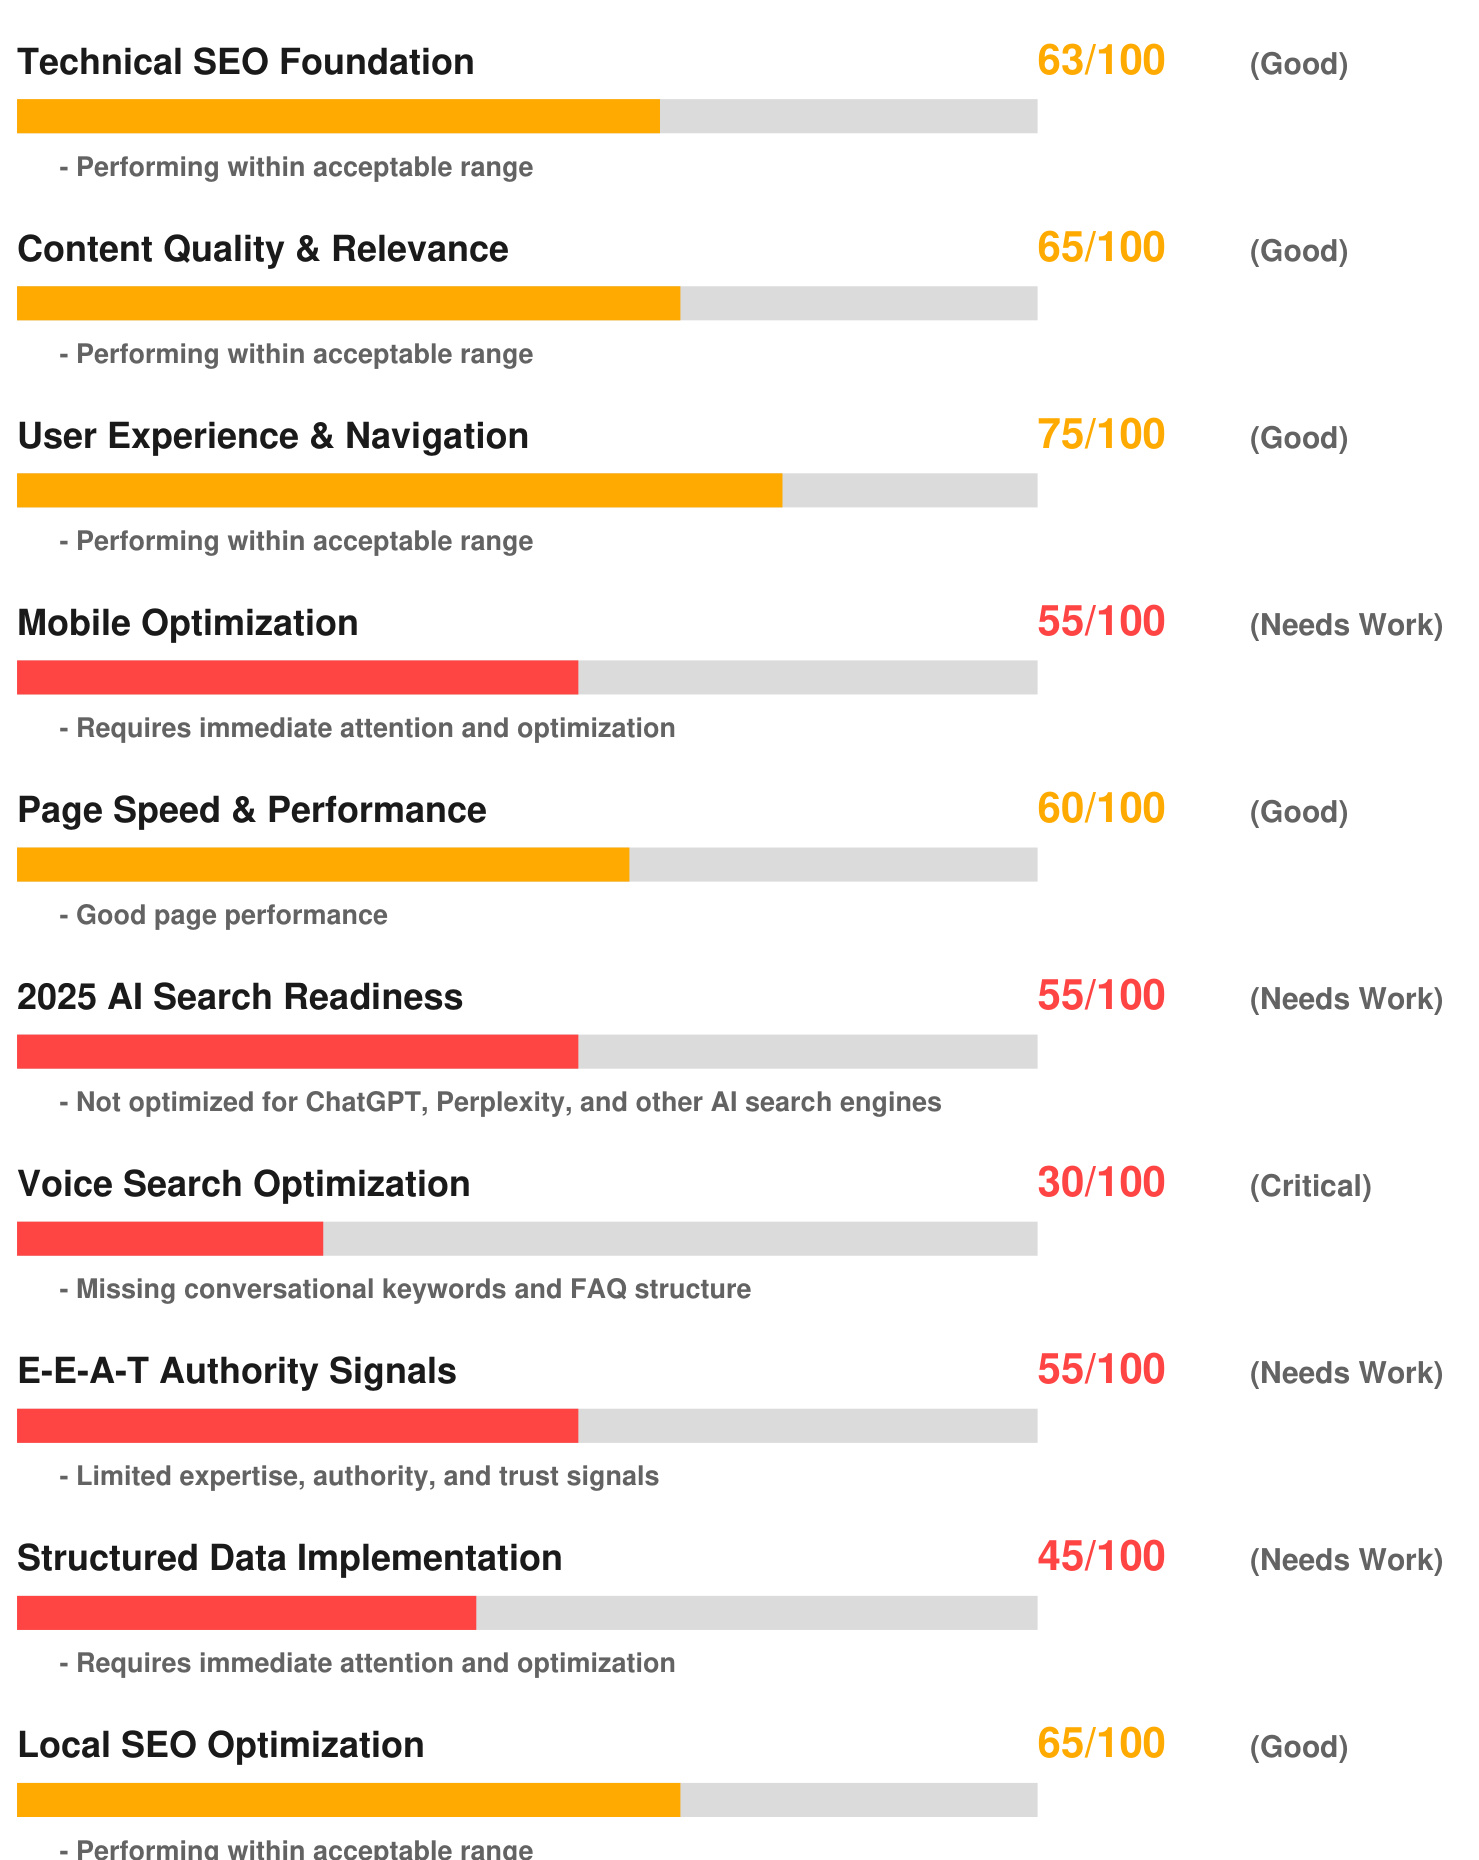 Technical SEO Foundation 63/100 (Good)
- Performing within acceptable range
Content Quality & Relevance 65/100 (Good)
- Performing within acceptable range
User Experience & Navigation 75/100 (Good)
- Performing within acceptable range
Mobile Optimization 55/100 (Needs Work)
- Requires immediate attention and optimization
Page Speed & Performance 60/100 (Good)
- Good page performance
2025 AI Search Readiness 55/100 (Needs Work)
- Not optimized for ChatGPT, Perplexity, and other AI search engines
Voice Search Optimization 30/100 (Critical)
- Missing conversational keywords and FAQ structure
E-E-A-T Authority Signals 55/100 (Needs Work)
- Limited expertise, authority, and trust signals
Structured Data Implementation 45/100 (Needs Work)
- Requires immediate attention and optimization
Local SEO Optimization 65/100 (Good)
- Performing within acceptable range